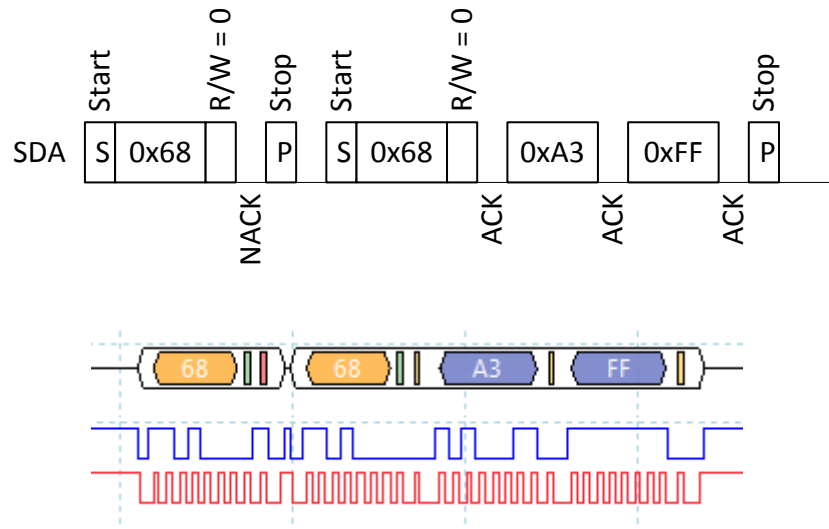 Start
R/W = 0
Stop
Start
R/W = 0
Stop
SDA S 0x68 P S 0x68 0xA3 0xFF P
NACK
ACK
ACK
ACK
68 68 A3 FF